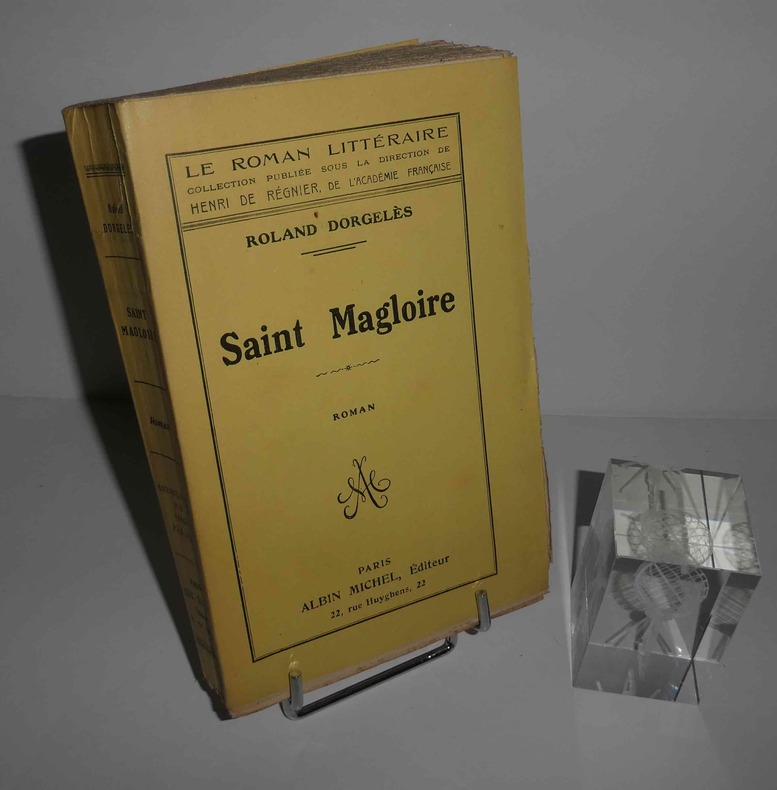 LE ROMAN LITTÉRAIRE
COLLECTION PUBLIÉE SOUS LA DIRECTION DE
HENRI DE RÉGNIER, DE L'ACADÉMIE FRANÇAISE
ROLAND DORGELÈS
Saint Magloire
ROMAN
PARIS
ALBIN MICHEL, Éditeur
22, rue Huyghens, 22
DORGELÈS
SAINT
MAGLOIRE
ROMAN